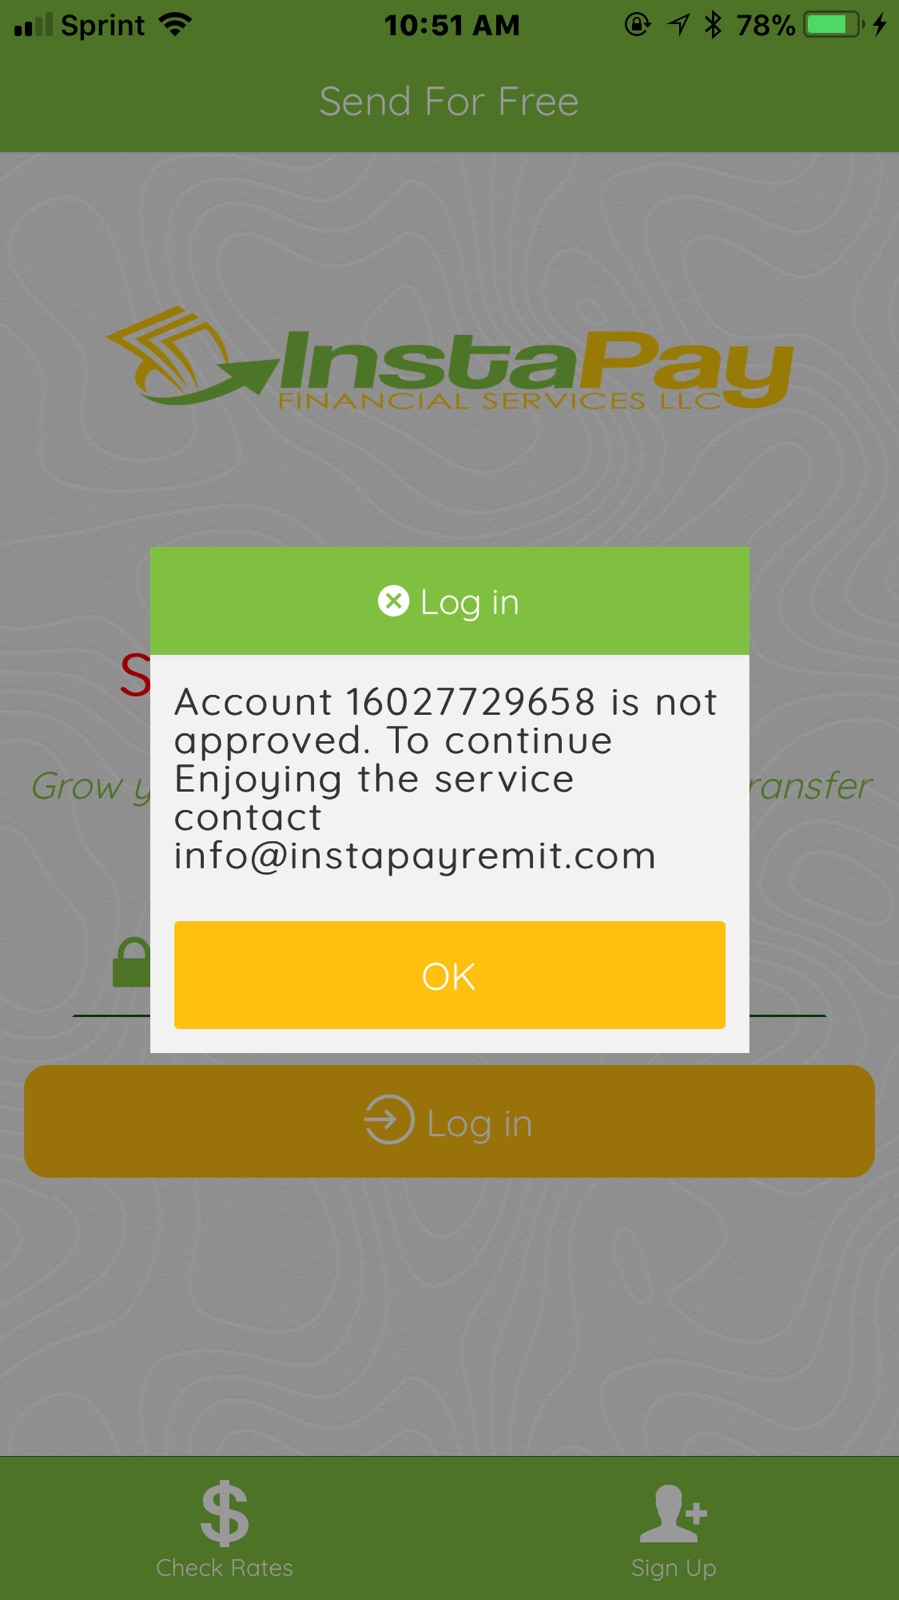 Sprint 10:51 AM 78%
Send For Free
InstaPay
FINANCIAL SERVICES LLC
Log in
S
Account 16027729658 is not
approved. To continue
Enjoying the service
contact
info@instapayremit.com
Grow y ransfer
OK
Log in
Check Rates Sign Up